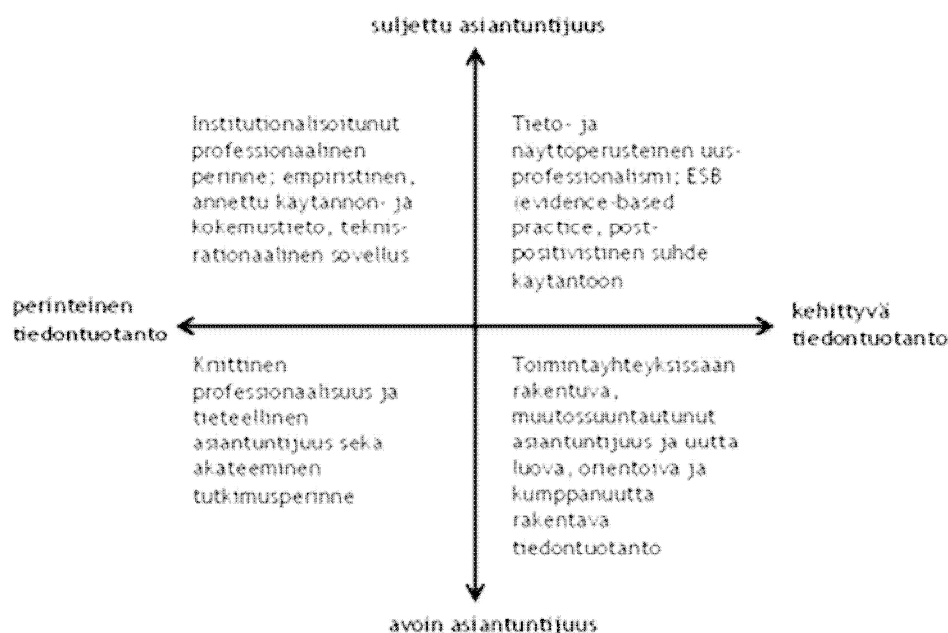 suljettu asiantuntijuus
Institutionalisoitunut
professionaalinen
perinne; empiristinen,
annettu käytännön- ja
kokemustieto, teknis-
rationaalinen sovellus
Tieto- ja
näyttöperusteinen uus-
professionalismi; ESB
(evidence-based
practice, post-
positivistinen suhde
käytäntöön
perinteinen
tiedontuotanto
kehittyvä
tiedontuotanto
Kriittinen
professionaalisuus ja
tieteellinen
asiantuntijuus sekä
akateeminen
tutkimusperinne
Toimintayhteyksissään
rakentuva,
muutossuuntautunut
asiantuntijuus ja uutta
luova, orientoiva ja
kumppanuutta
rakentava
tiedontuotanto
avoin asiantuntijuus